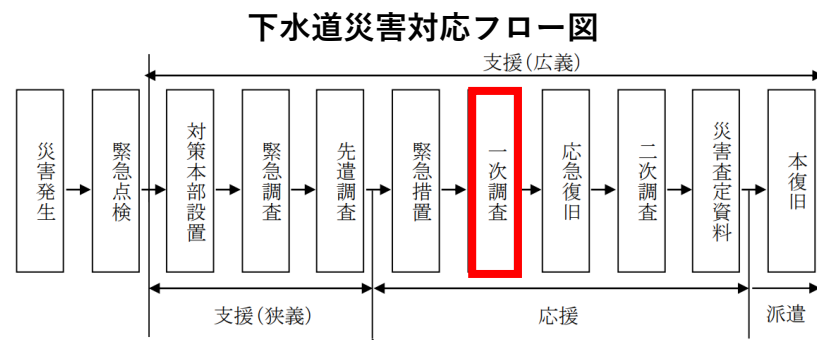 下水道災害対応フロー図
支援(広義)
災害発生
緊急点検
対策本部設置
緊急調査
先遣調査
緊急措置
一次調査
応急復旧
二次調査
災害査定資料
本復旧
支援(狭義)
応援
派遣